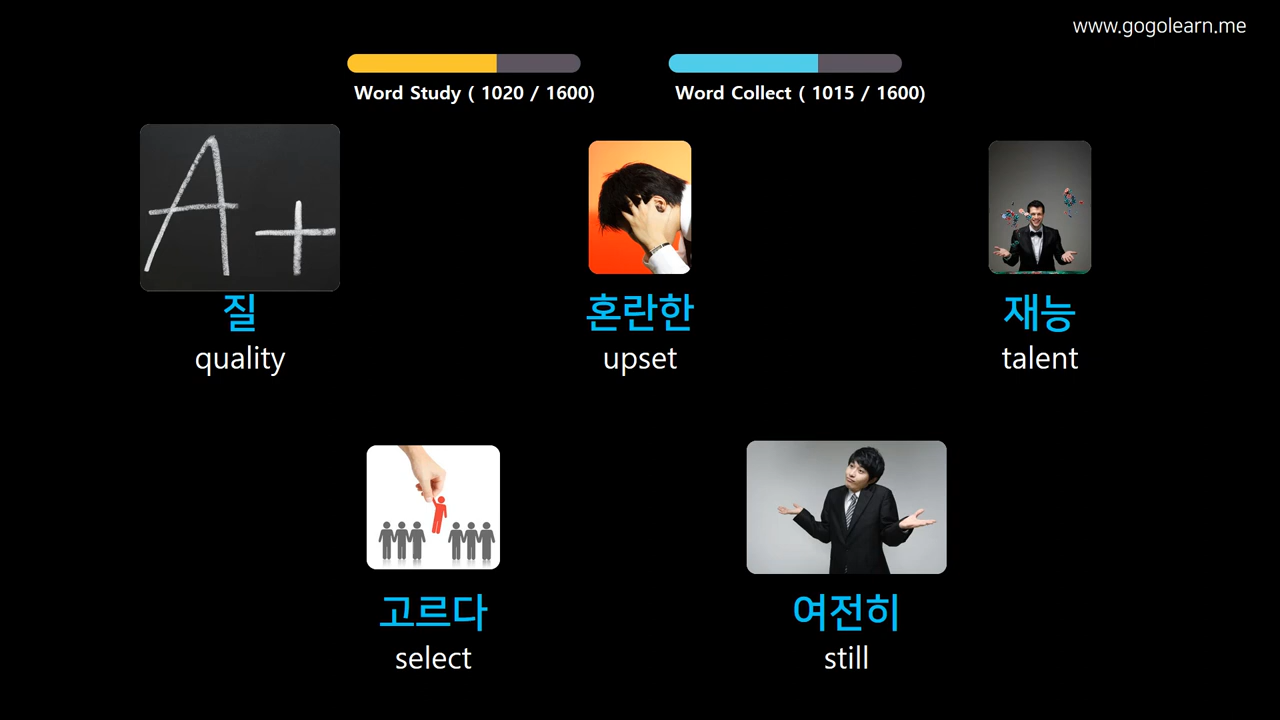 www.gogolearn.me
Word Study ( 1020 / 1600)
Word Collect ( 1015 / 1600)
A+
질
quality
혼란한
upset
재능
talent
고르다
select
여전히
still